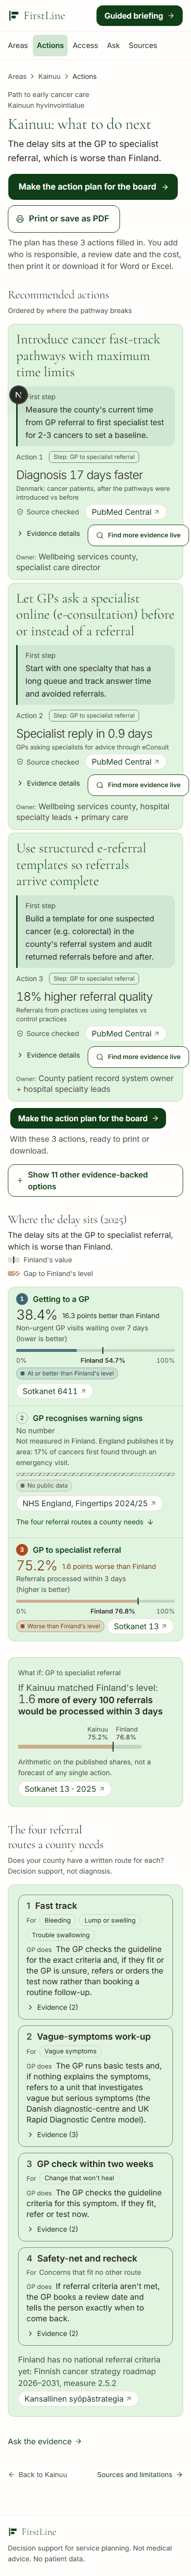 FirstLine
Guided briefing →
Areas Actions Access Ask Sources
Areas > Kainuu > Actions
Path to early cancer care
Kainuun hyvinvointialue
Kainuu: what to do next
The delay sits at the GP to specialist
referral, which is worse than Finland.
Make the action plan for the board →
Print or save as PDF
The plan has these 3 actions filled in. You add
who is responsible, a review date and the cost,
then print it or download it for Word or Excel.
Recommended actions
Ordered by where the pathway breaks
Introduce cancer fast-track
pathways with maximum
time limits
N
First step
Measure the county's current time
from GP referral to first specialist test
for 2-3 cancers to set a baseline.
Action 1 Step: GP to specialist referral
Diagnosis 17 days faster
Denmark: cancer patients, after the pathways were
introduced vs before
Source checked PubMed Central ↗
> Evidence details Find more evidence live
Owner: Wellbeing services county,
specialist care director
Let GPs ask a specialist
online (e-consultation) before
or instead of a referral
First step
Start with one specialty that has a
long queue and track answer time
and avoided referrals.
Action 2 Step: GP to specialist referral
Specialist reply in 0.9 days
GPs asking specialists for advice through eConsult
Source checked PubMed Central ↗
> Evidence details Find more evidence live
Owner: Wellbeing services county, hospital
specialty leads + primary care
Use structured e-referral
templates so referrals
arrive complete
First step
Build a template for one suspected
cancer (e.g. colorectal) in the
county's referral system and audit
returned referrals before and after.
Action 3 Step: GP to specialist referral
18% higher referral quality
Referrals from practices using templates vs
control practices
Source checked PubMed Central ↗
> Evidence details Find more evidence live
Owner: County patient record system owner
+ hospital specialty leads
Make the action plan for the board →
With these 3 actions, ready to print or
download.
+ Show 11 other evidence-backed
options
Where the delay sits (2025)
The delay sits at the GP to specialist referral,
which is worse than Finland.
Finland's value
Gap to Finland's level
1 Getting to a GP
38.4% 16.3 points better than Finland
Non-urgent GP visits waiting over 7 days
(lower is better)
0% Finland 54.7% 100%
At or better than Finland's level
Sotkanet 6411 ↗
2 GP recognises warning signs
No number
Not measured in Finland. England publishes it by
area: 17% of cancers first found through an
emergency visit.
No public data
NHS England, Fingertips 2024/25 ↗
The four referral routes a county needs ↓
3 GP to specialist referral
75.2% 1.6 points worse than Finland
Referrals processed within 3 days
(higher is better)
0% Finland 76.8% 100%
Worse than Finland's level Sotkanet 13 ↗
What if: GP to specialist referral
If Kainuu matched Finland's level:
1.6 more of every 100 referrals
would be processed within 3 days
Kainuu Finland
75.2% 76.8%
Arithmetic on the published shares, not a
forecast of any single action.
Sotkanet 13 · 2025 ↗
The four referral
routes a county needs
Does your county have a written route for each?
Decision support, not diagnosis.
1 Fast track
For Bleeding Lump or swelling
Trouble swallowing
GP does The GP checks the guideline
for the exact criteria and, if they fit or
the GP is unsure, refers or orders the
test now rather than booking a
routine follow-up.
> Evidence (2)
2 Vague-symptoms work-up
For Vague symptoms
GP does The GP runs basic tests and,
if nothing explains the symptoms,
refers to a unit that investigates
vague but serious symptoms (the
Danish diagnostic-centre and UK
Rapid Diagnostic Centre model).
> Evidence (3)
3 GP check within two weeks
For Change that won't heal
GP does The GP checks the guideline
criteria for this symptom. If they fit,
refer or test now.
> Evidence (2)
4 Safety-net and recheck
For Concerns that fit no other route
GP does If referral criteria aren't met,
the GP books a review date and
tells the person exactly when to
come back.
> Evidence (2)
Finland has no national referral criteria
yet: Finnish cancer strategy roadmap
2026–2031, measure 2.5.2
Kansallinen syöpästrategia ↗
Ask the evidence →
← Back to Kainuu Sources and limitations →
FirstLine
Decision support for service planning. Not medical
advice. No patient data.